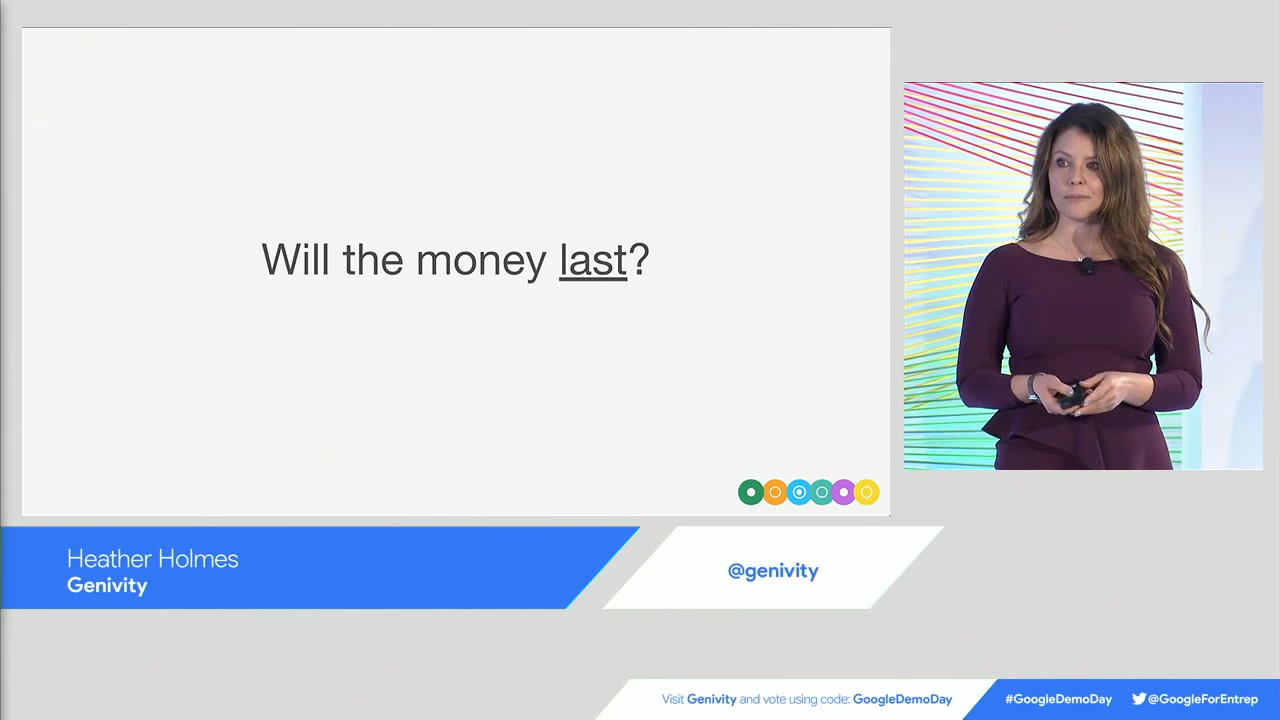 Will the money last?
Heather Holmes
Genivity
@genivity
Visit Genivity and vote using code: GoogleDemoDay
#GoogleDemoDay
@GoogleForEntrep